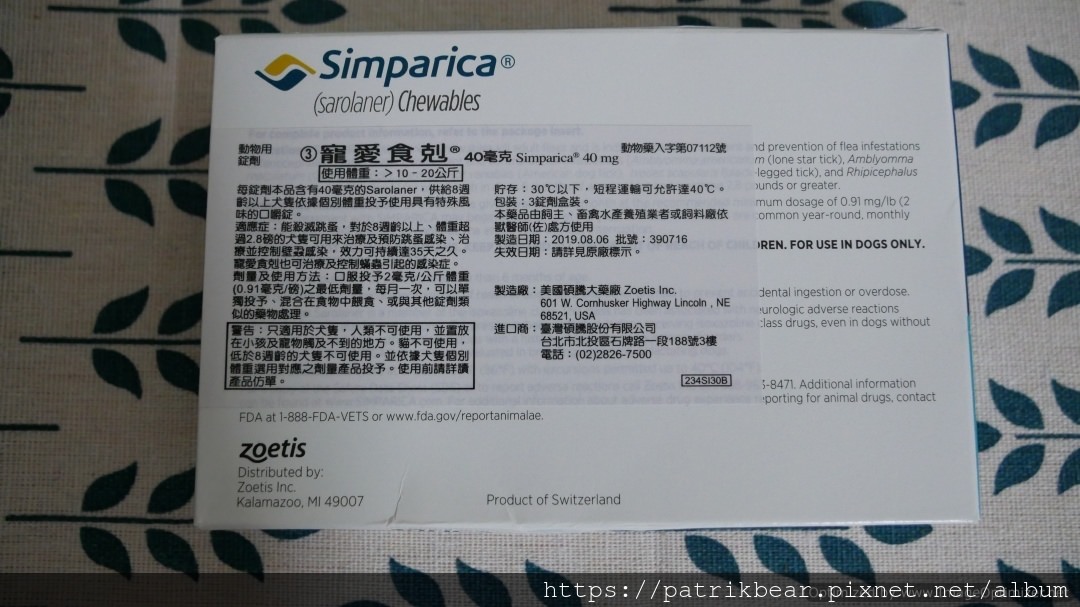 Simparica®
(sarolaner) Chewables
For complete product information, refer to the package insert.
動物用
錠劑
③寵愛食剋® 40毫克 Simparica® 40 mg
動物藥入字第07112號
使用體重：＞10－20公斤
每錠劑本品含有40毫克的Sarolaner，供給8週
齡以上犬隻依據個別體重投予使用具有特殊風
味的口嚼錠。
適應症：能殺滅跳蚤，對於8週齡以上、體重超
過2.8磅的犬隻可用來治療及預防跳蚤感染、治
療並控制壁蝨感染，效力可持續達35天之久。
寵愛食剋也可治療及控制蟎蟲引起的感染症。
劑量及使用方法：口服投予2毫克/公斤體重
(0.91毫克/磅)之最低劑量，每月一次，可以單
獨投予、混合在食物中餵食、或與其他錠劑類
似的藥物處理。
警告：只適用於犬隻，人類不可使用，並置放
在小孩及寵物觸及不到的地方。貓不可使用，
低於8週齡的犬隻不可使用。並依據犬隻個別
體重選用對應之劑量產品投予。使用前請詳讀
產品仿單。
貯存：30℃以下，短程運輸可允許達40℃。
包裝：3錠劑盒裝。
本藥品由飼主、畜禽水產養殖業者或飼料廠依
獸醫師(佐)處方使用
製造日期：2019.08.06 批號：390716
失效日期：請詳見原廠標示。
製造廠：美國碩騰大藥廠 Zoetis Inc.
601 W. Cornhusker Highway Lincoln , NE
68521, USA
進口商：臺灣碩騰股份有限公司
台北市北投區石牌路一段188號3樓
電話：(02)2826-7500
234SI30B
nd prevention of flea infestations
m (lone star tick), Amblyomma
-legged tick), and Rhipicephalus
ounds or greater.
mum dosage of 0.91 mg/lb (2
ommon year-round, monthly
DREN. FOR USE IN DOGS ONLY.
dental ingestion or overdose.
eurologic adverse reactions
class drugs, even in dogs without
3-8471. Additional information
porting for animal drugs, contact
FDA at 1-888-FDA-VETS or www.fda.gov/reportanimalae.
zoetis
Distributed by:
Zoetis Inc.
Kalamazoo, MI 49007
Product of Switzerland
https://patrikbear.pixnet.net/album